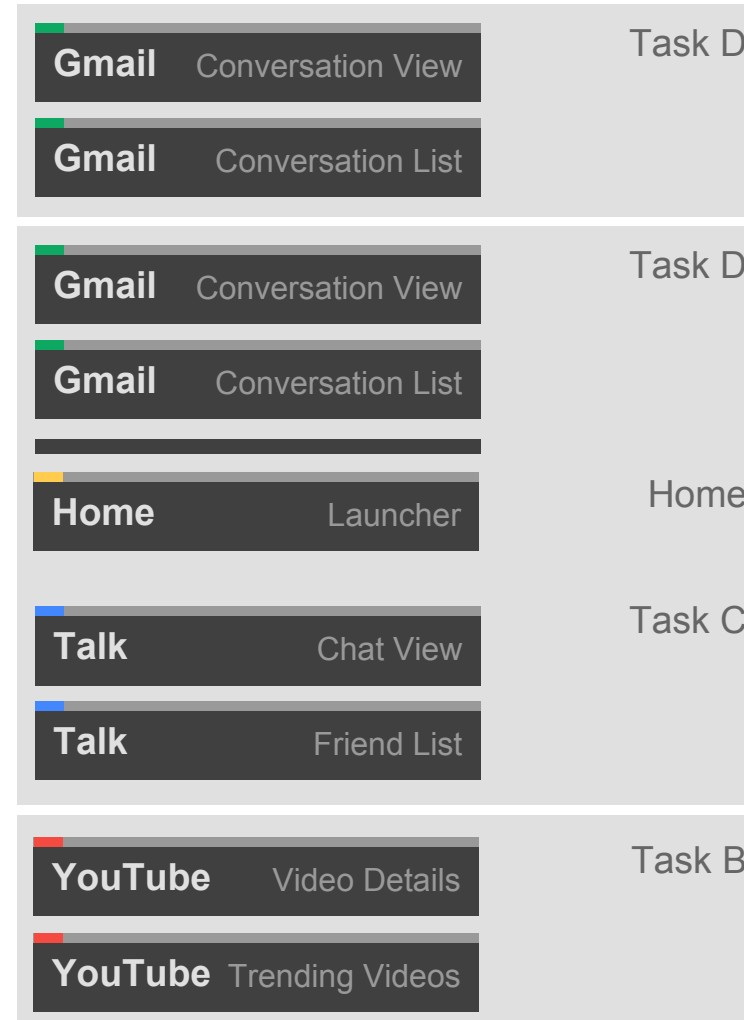 Gmail Conversation View Task D
Gmail Conversation List
Gmail Conversation View Task D
Gmail Conversation List
Home Launcher Home
Talk Chat View Task C
Talk Friend List
YouTube Video Details Task B
YouTube Trending Videos